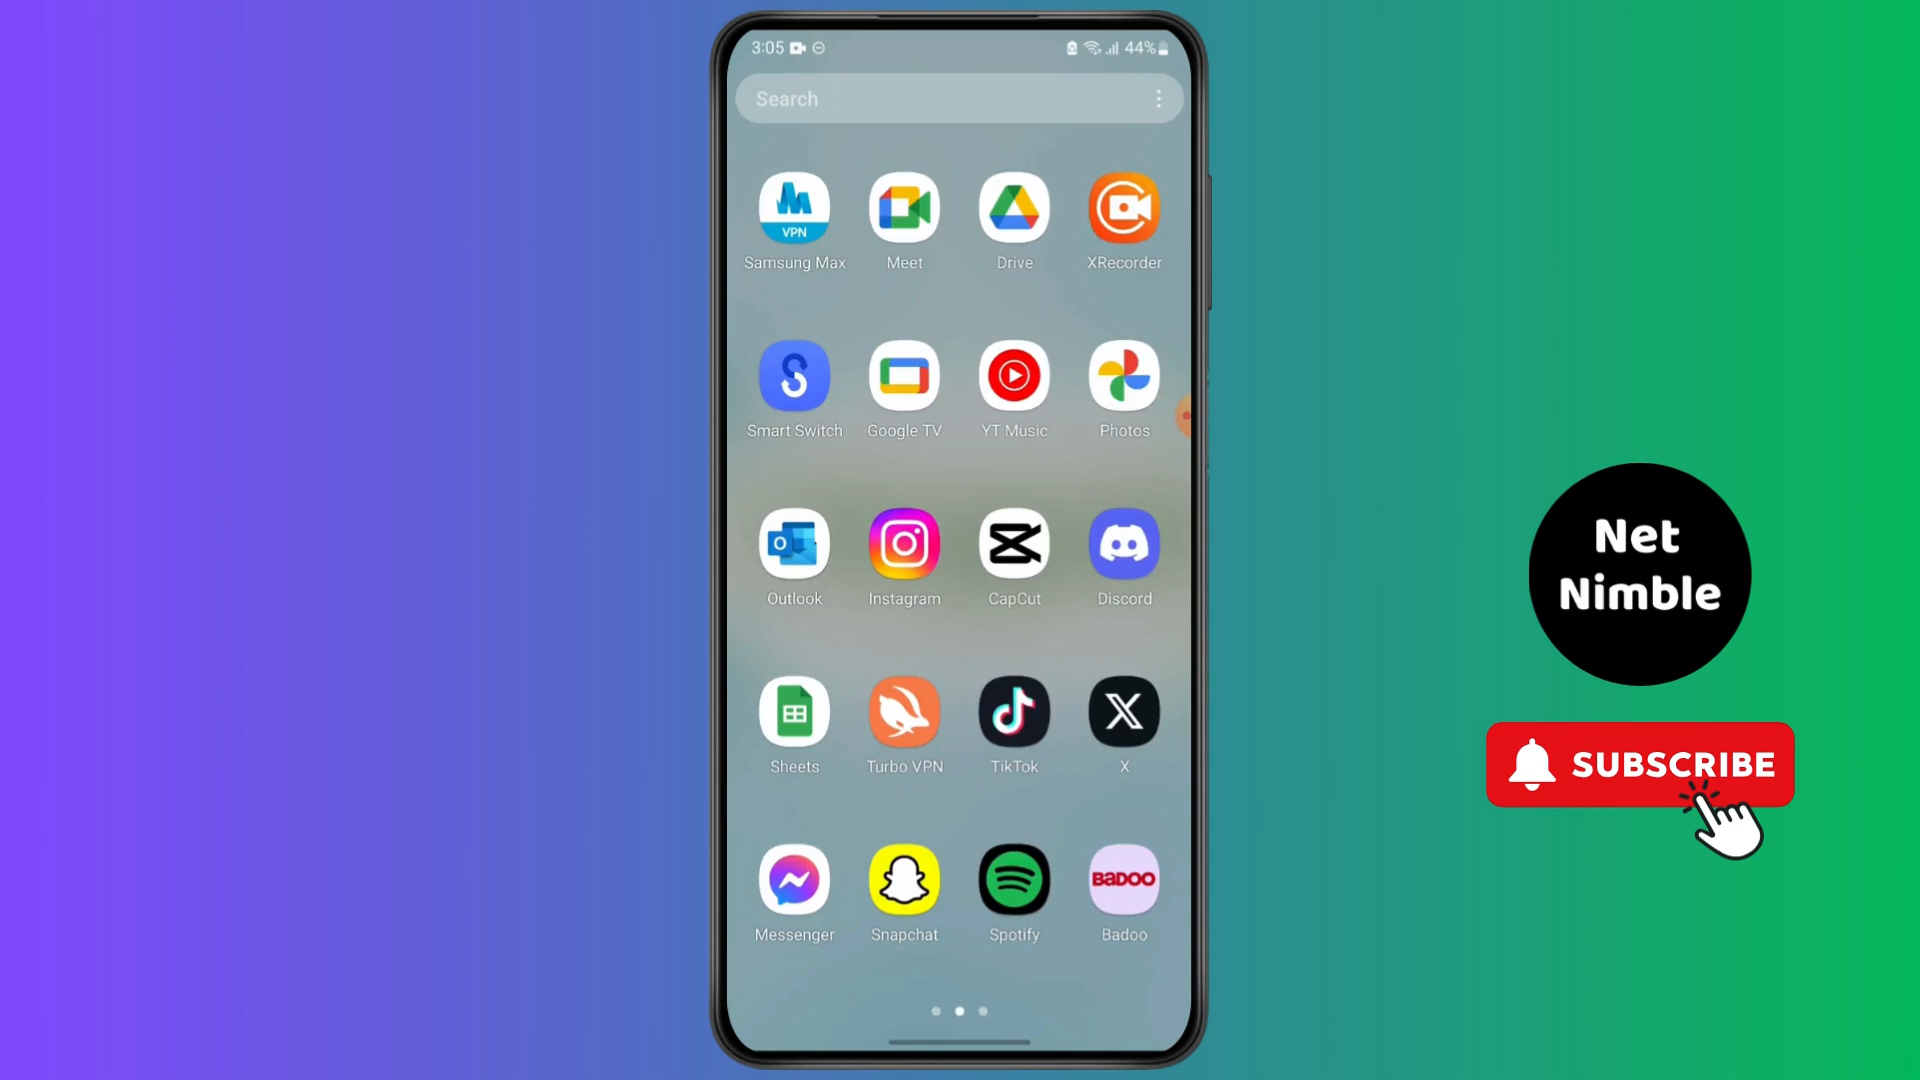 3:05 44%
Search
VPN
Samsung Max Meet Drive XRecorder
Smart Switch Google TV YT Music Photos
Outlook Instagram CapCut Discord
Sheets Turbo VPN TikTok X
BaDOO
Messenger Snapchat Spotify Badoo
Net
Nimble
SUBSCRIBE